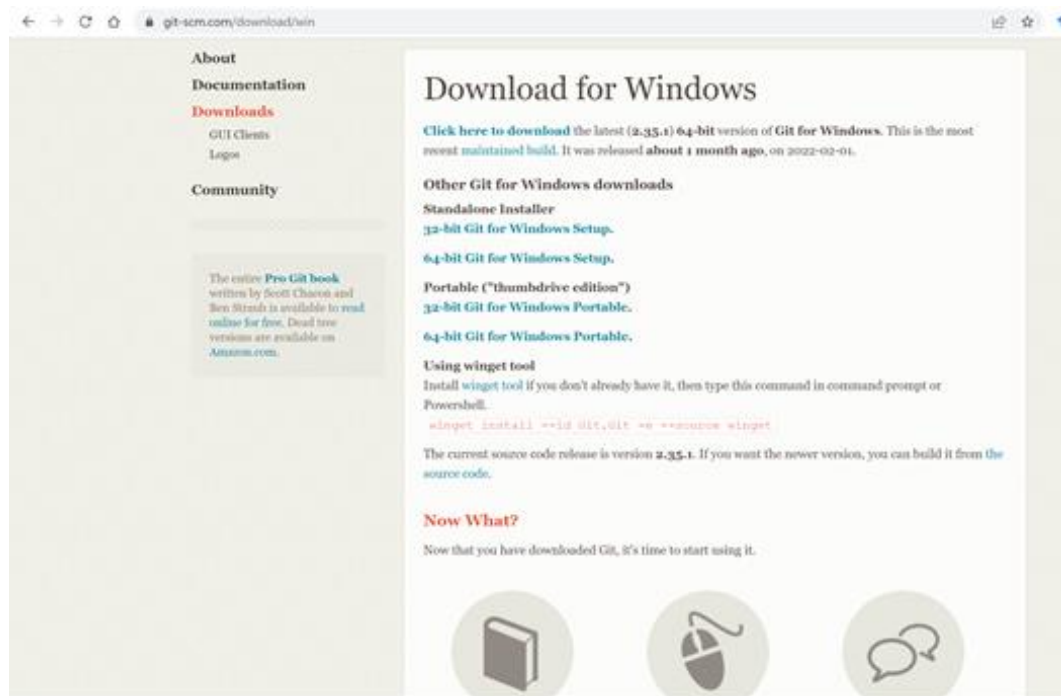 git-scm.com/download/win
About
Documentation
Downloads
GUI Clients
Logos
Community
The entire Pro Git book
written by Scott Chacon and
Ben Straub is available to read
online for free. Dead tree
versions are available on
Amazon.com.
Download for Windows
Click here to download the latest (2.35.1) 64-bit version of Git for Windows. This is the most
recent maintained build. It was released about 1 month ago, on 2022-02-01.
Other Git for Windows downloads
Standalone Installer
32-bit Git for Windows Setup.
64-bit Git for Windows Setup.
Portable ("thumbdrive edition")
32-bit Git for Windows Portable.
64-bit Git for Windows Portable.
Using winget tool
Install winget tool if you don't already have it, then type this command in command prompt or
Powershell.
winget install --id Git.Git -e --source winget
The current source code release is version 2.35.1. If you want the newer version, you can build it from the
source code.
Now What?
Now that you have downloaded Git, it's time to start using it.